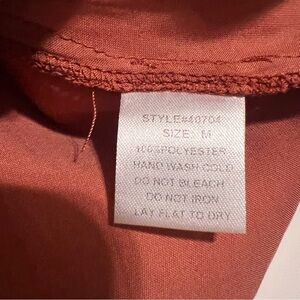 STYLE#40704
SIZE: M
100%POLYESTER
HAND WASH COLD
DO NOT BLEACH
DO NOT IRON
LAY FLAT TO DRY